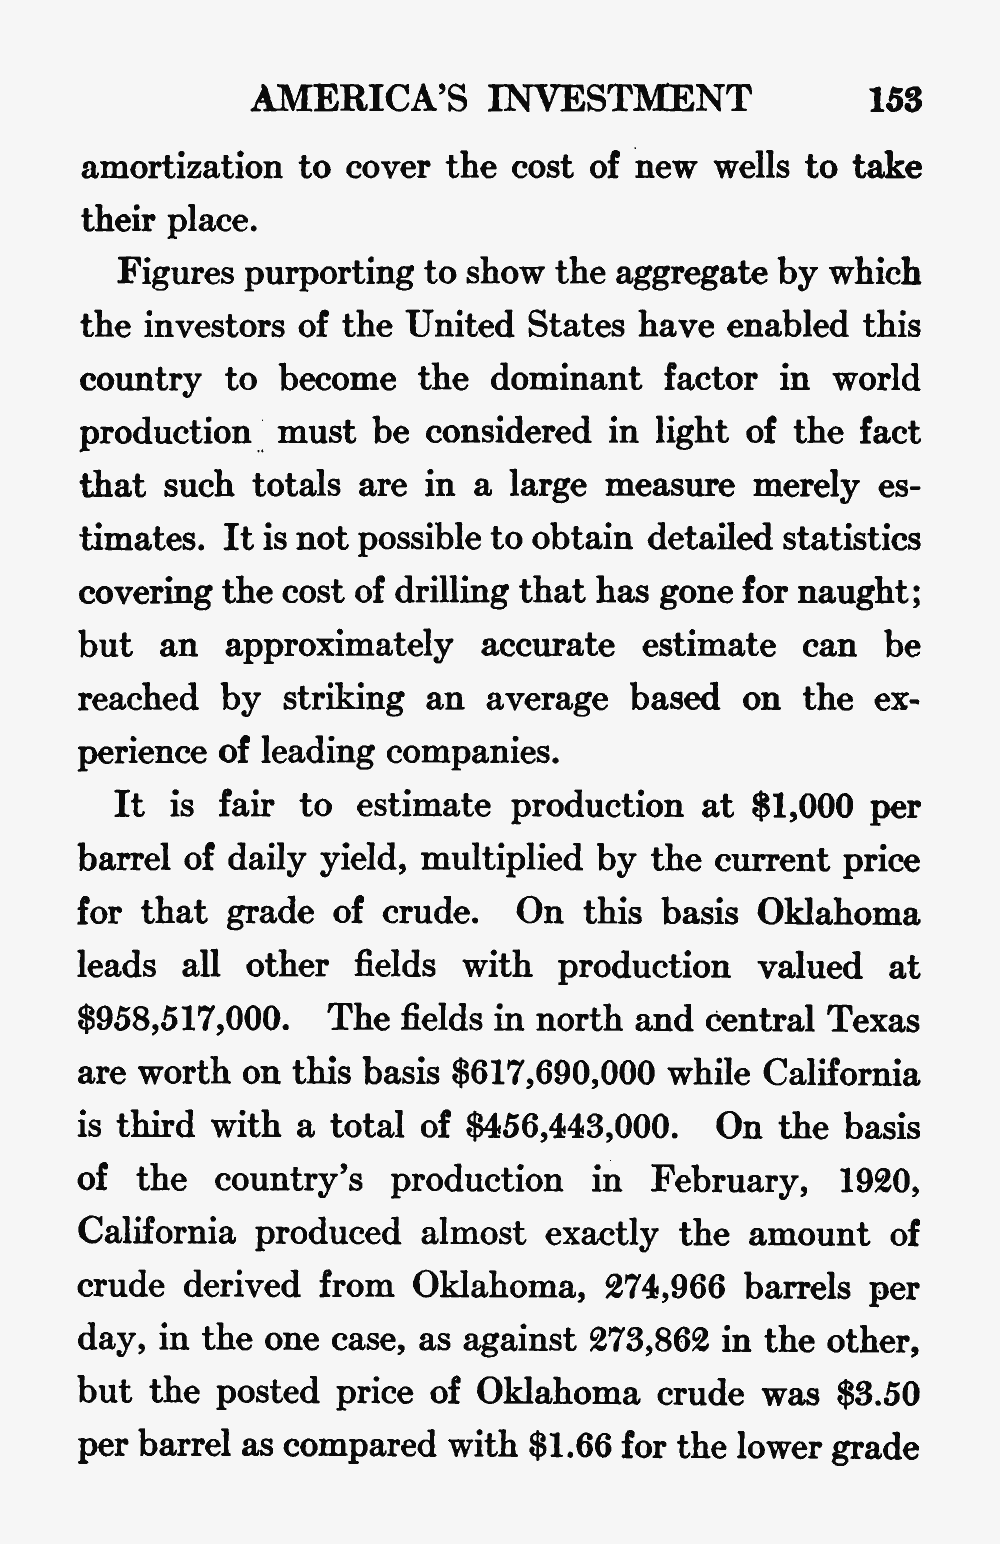 AMERICA'S INVESTMENT 153
amortization to cover the cost of new wells to take
their place.
Figures purporting to show the aggregate by which
the investors of the United States have enabled this
country to become the dominant factor in world
production must be considered in light of the fact
that such totals are in a large measure merely es-
timates. It is not possible to obtain detailed statistics
covering the cost of drilling that has gone for naught;
but an approximately accurate estimate can be
reached by striking an average based on the ex-
perience of leading companies.
It is fair to estimate production at $1,000 per
barrel of daily yield, multiplied by the current price
for that grade of crude. On this basis Oklahoma
leads all other fields with production valued at
$958,517,000. The fields in north and central Texas
are worth on this basis $617,690,000 while California
is third with a total of $456,443,000. On the basis
of the country's production in February, 1920,
California produced almost exactly the amount of
crude derived from Oklahoma, 274,966 barrels per
day, in the one case, as against 273,862 in the other,
but the posted price of Oklahoma crude was $3.50
per barrel as compared with $1.66 for the lower grade